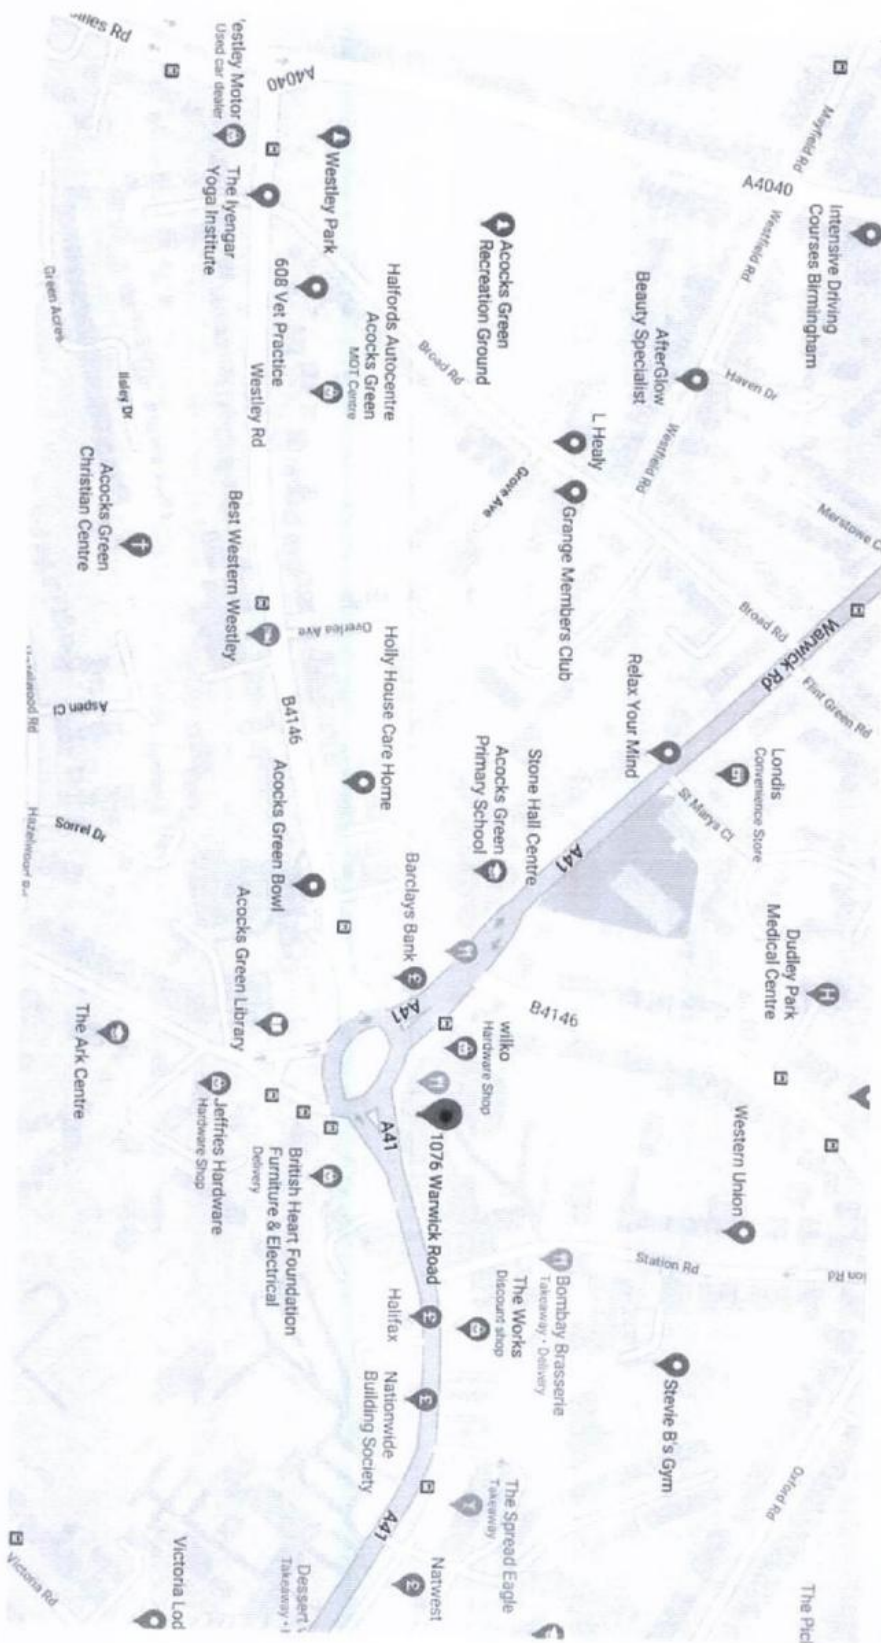 A4040
Mayfield Rd
Intensive Driving
Courses Birmingham
Westfield Rd
AfterGlow
Beauty Specialist
Haven Dr
Westfield Rd
Acocks Green
Recreation Ground
L Healy
Grange Members Club
Grove Ave
Broad Rd
A4040
Westley Park
Used car dealer
The Iyengar
Yoga Institute
608 Vet Practice
Halfords Autocentre
Acocks Green
MOT Centre
Westley Rd
Green Acres
Ilsley Dr
Acocks Green
Christian Centre
Best Western Westley
Overlea Ave
Holly House Care Home
B4146
Aspen Cl
Sorrel Dr
Acocks Green Bowl
Broad Rd
Warwick Rd
Flint Green Rd
Relax Your Mind
Londis
Convenience Store
St Marys Cl
Stone Hall Centre
Acocks Green
Primary School
A41
Barclays Bank
A41
Dudley Park
Medical Centre
B4146
wilko
Hardware Shop
Acocks Green Library
The Ark Centre
Jeffries Hardware
Hardware Shop
British Heart Foundation
Furniture & Electrical
Delivery
A41
1076 Warwick Road
Western Union
Station Rd
Bombay Brasserie
Takeaway • Delivery
The Works
Discount shop
Halifax
Nationwide
Building Society
Stevie B's Gym
Oxford Rd
The Spread Eagle
Takeaway
A41
Natwest
Victoria Rd